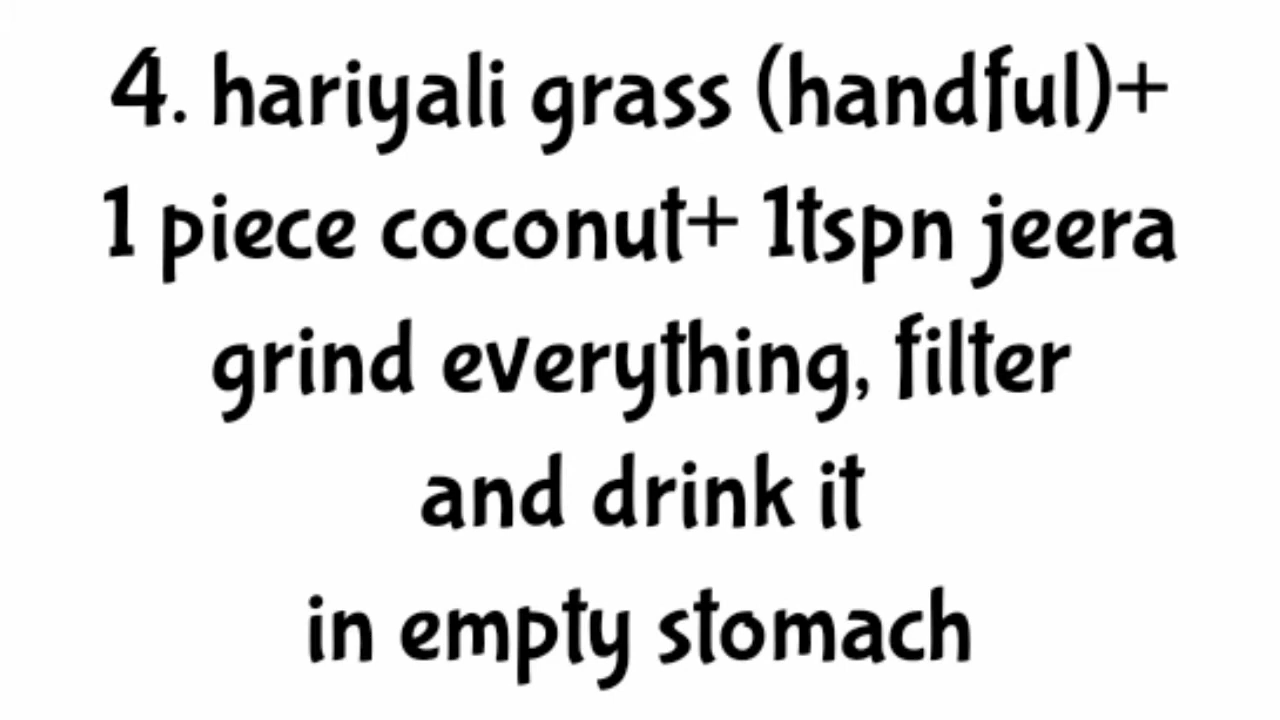 4. hariyali grass (handful)+
1 piece coconut+ 1tspn jeera
grind everything, filter
and drink it
in empty stomach